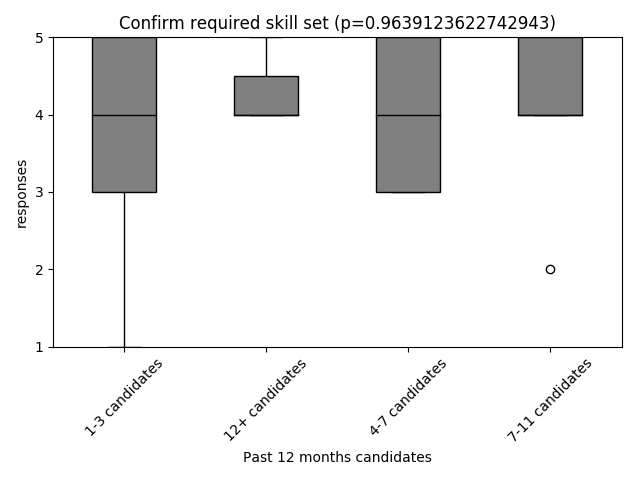 Confirm required skill set (p=0.9639123622742943)
responses
5
4
3
2
1
1-3 candidates
12+ candidates
4-7 candidates
7-11 candidates
Past 12 months candidates